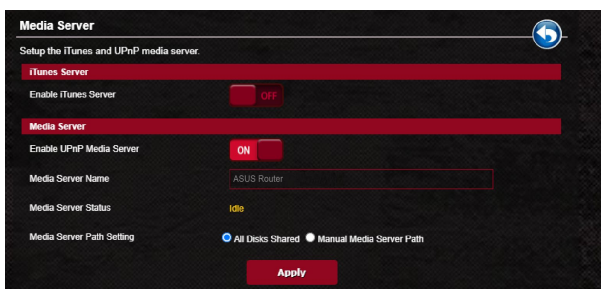 Media Server
Setup the iTunes and UPnP media server.
iTunes Server
Enable iTunes Server OFF
Media Server
Enable UPnP Media Server ON
Media Server Name ASUS Router
Media Server Status Idle
Media Server Path Setting All Disks Shared Manual Media Server Path
Apply